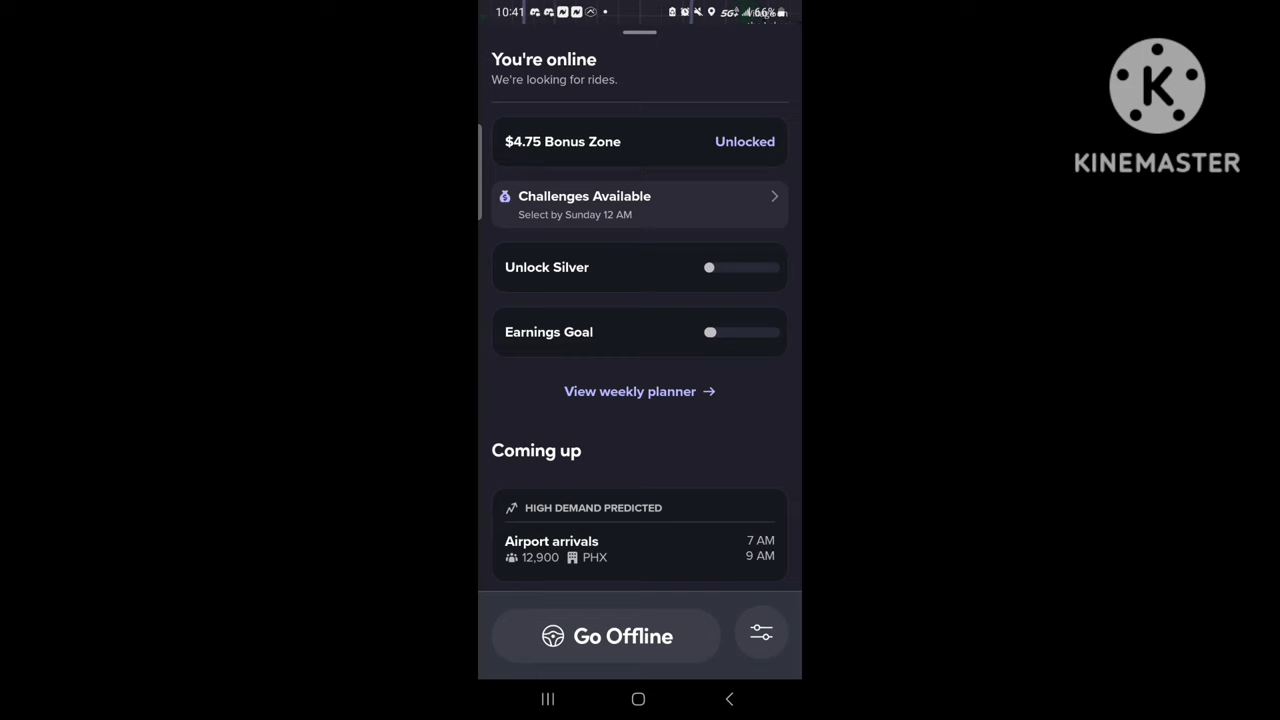 10:41
5G 66%
You're online
We're looking for rides.
$4.75 Bonus Zone
Unlocked
Challenges Available
Select by Sunday 12 AM
Unlock Silver
Earnings Goal
View weekly planner →
Coming up
HIGH DEMAND PREDICTED
Airport arrivals
7 AM
12,900 PHX
9 AM
Go Offline
K
KINEMASTER